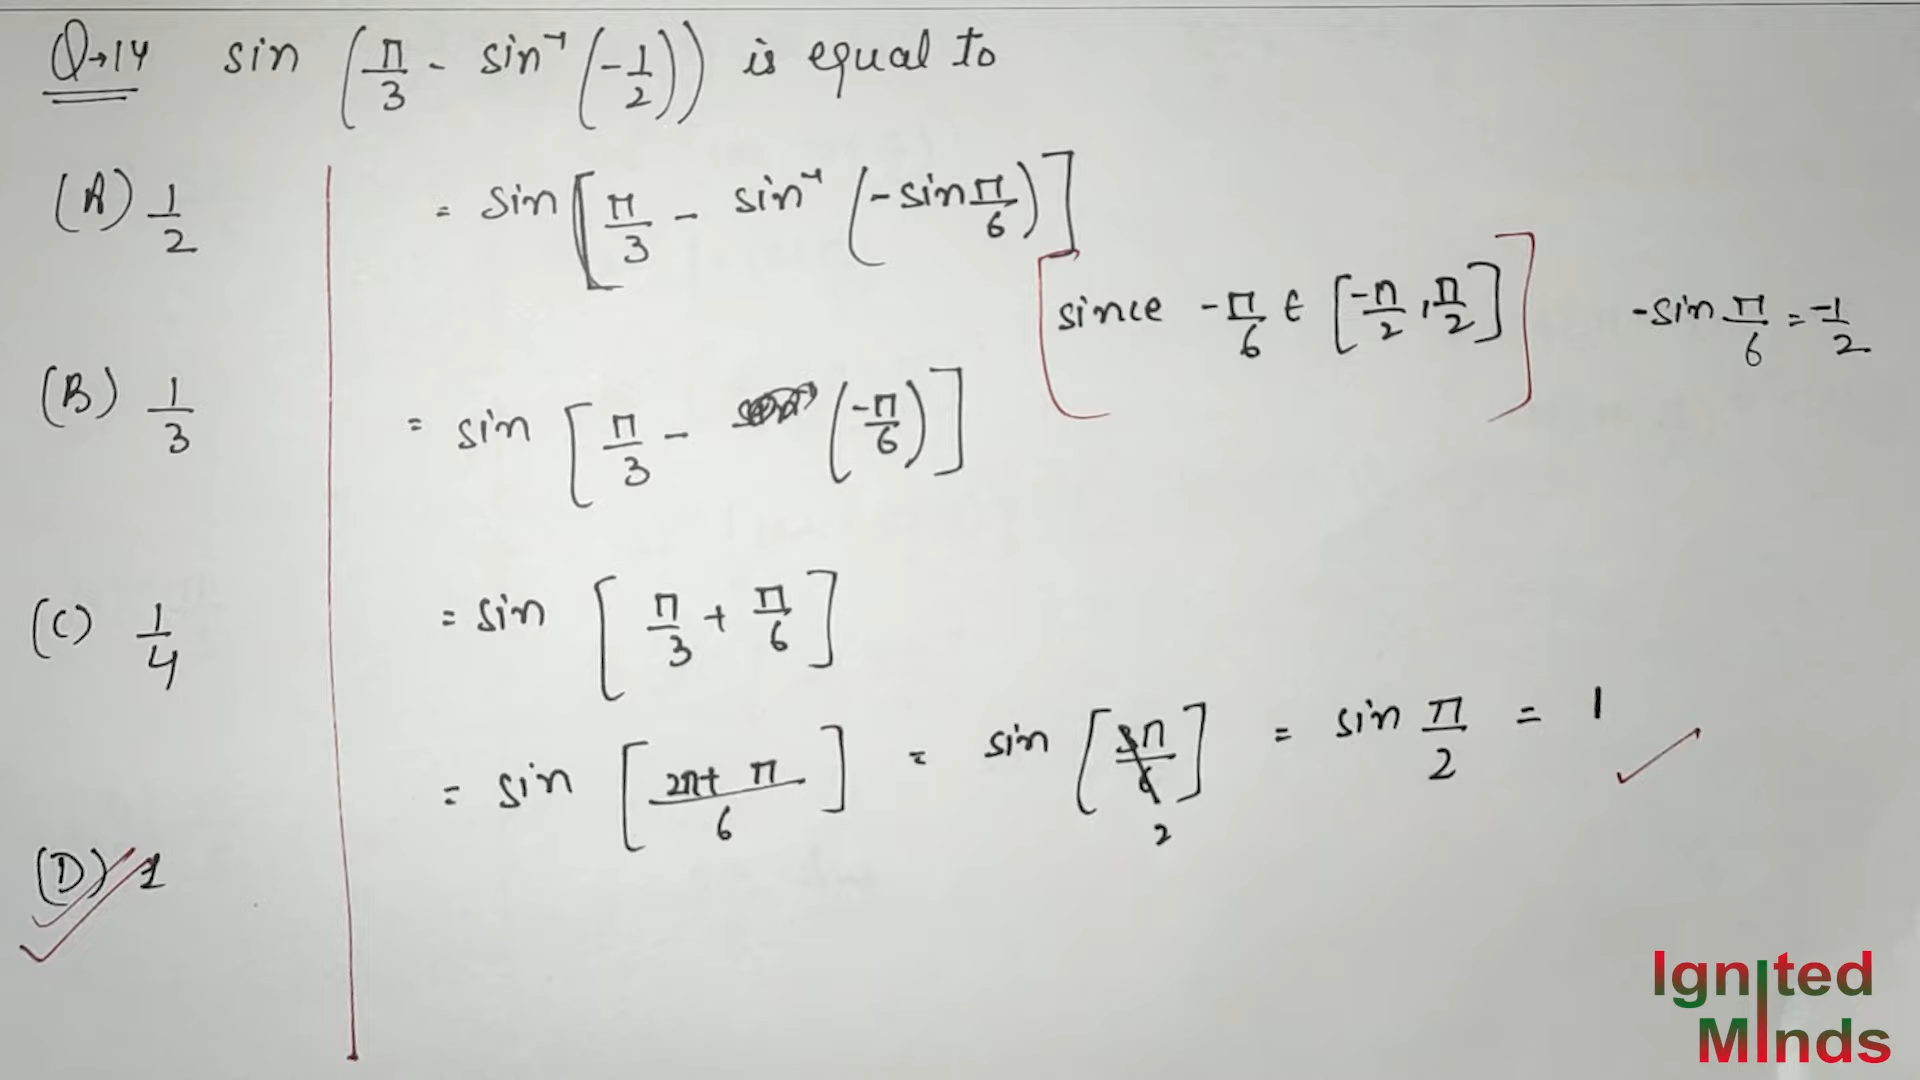 Q→14 sin (π/3 - sin⁻¹(-1/2)) is equal to
(A) 1/2
= sin [π/3 - sin⁻¹(-sin π/6)]
[since -π/6 ∈ [-π/2, π/2]] -sin π/6 = -1/2
(B) 1/3
= sin [π/3 - (-π/6)]
(C) 1/4
= sin [π/3 + π/6]
= sin [2π + π/6] = sin [3π/6 2] = sin π/2 = 1
(D) 1
Ignited
Minds